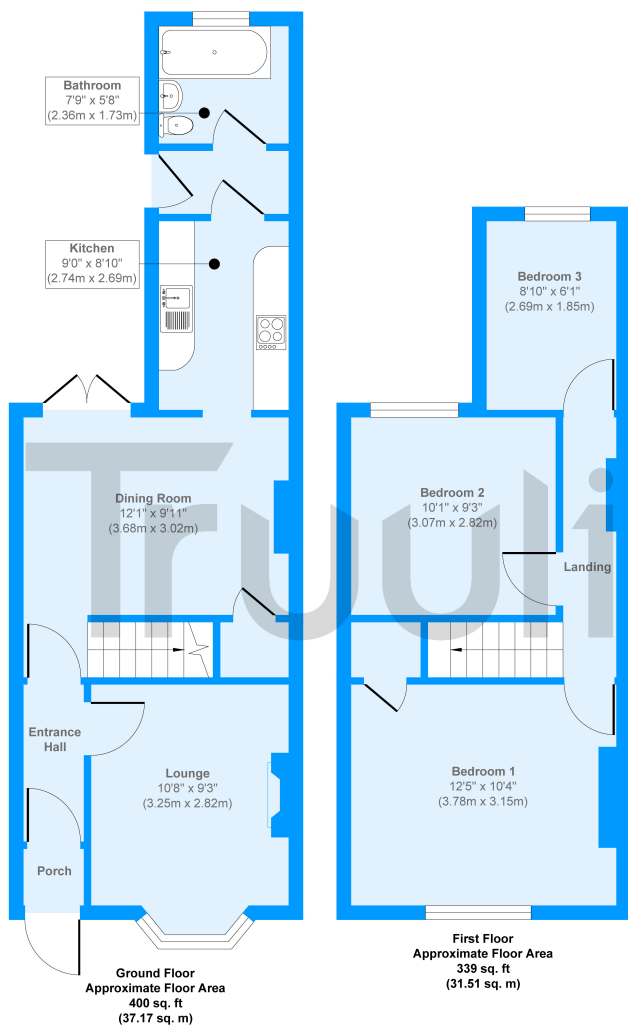 Bathroom
7'9" x 5'8"
(2.36m x 1.73m)
Kitchen
9'0" x 8'10"
(2.74m x 2.69m)
Bedroom 3
8'10" x 6'1"
(2.69m x 1.85m)
Truuli
Dining Room
12'1" x 9'11"
(3.68m x 3.02m)
Bedroom 2
10'1" x 9'3"
(3.07m x 2.82m)
Landing
Entrance
Hall
Lounge
10'8" x 9'3"
(3.25m x 2.82m)
Bedroom 1
12'5" x 10'4"
(3.78m x 3.15m)
Porch
Ground Floor
Approximate Floor Area
400 sq. ft
(37.17 sq. m)
First Floor
Approximate Floor Area
339 sq. ft
(31.51 sq. m)